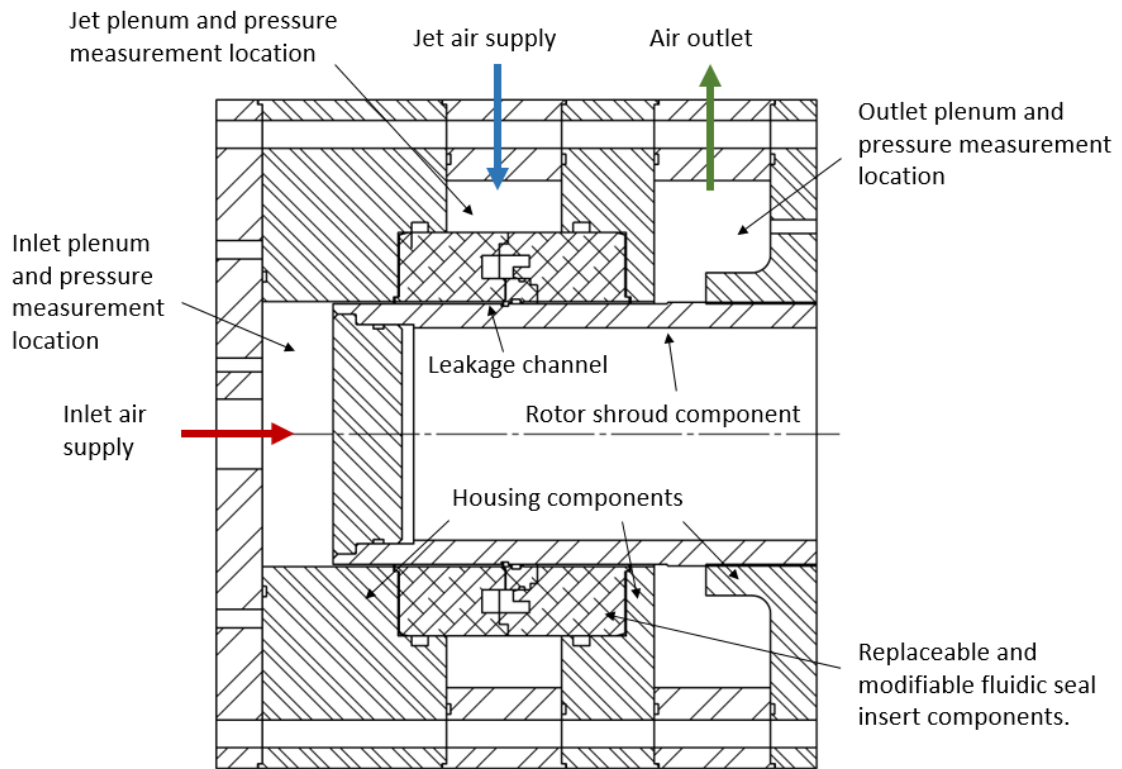 Jet plenum and pressure
measurement location
Jet air supply
Air outlet
Outlet plenum and
pressure measurement
location
Inlet plenum
and pressure
measurement
location
Leakage channel
Rotor shroud component
Inlet air
supply
Housing components
Replaceable and
modifiable fluidic seal
insert components.